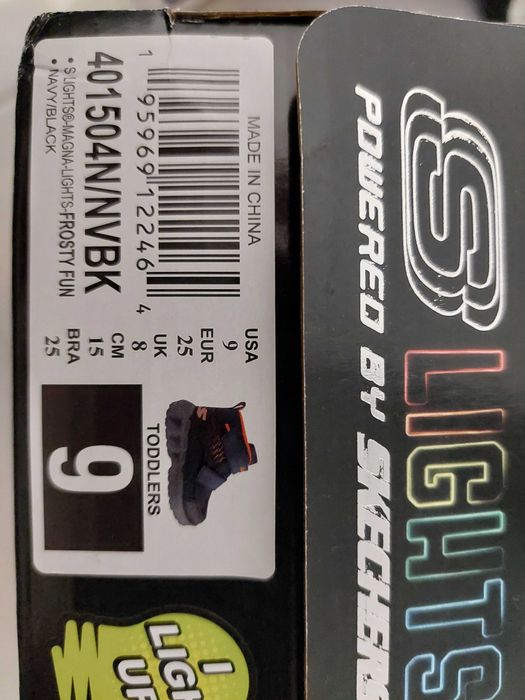 MADE IN CHINA
1 95969 12246 4
401504N/NVBK
• S'LIGHTS®-MAGNA-LIGHTS-FROSTY FUN
• NAVY/BLACK
USA
9
EUR
25
UK
8
CM
15
BRA
25
TODDLERS
9
S LIGHTS
POWERED BY SKECHERS
I
LIGH
UP